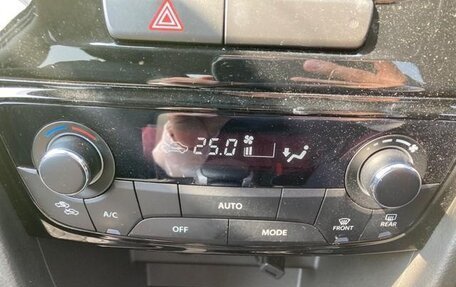 25.0
A/C
AUTO
OFF
MODE
FRONT
REAR